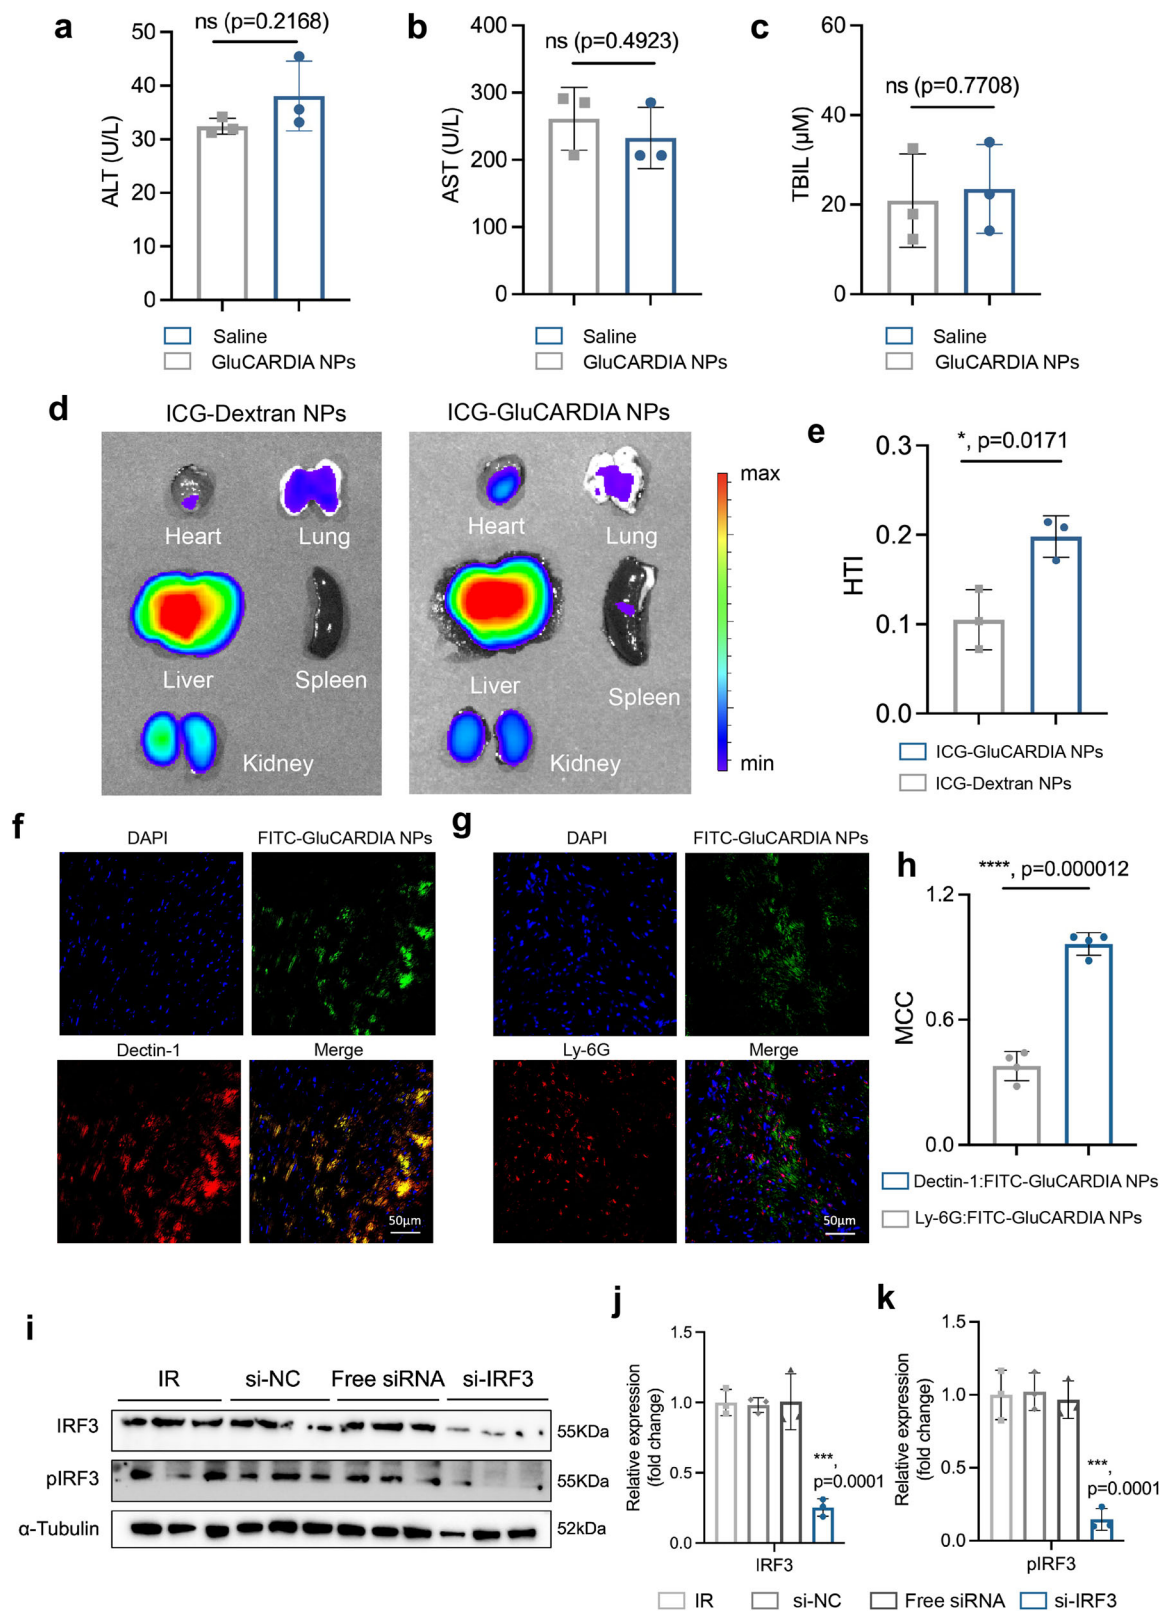 a
ns (p=0.2168)
ALT (U/L)
50
40
30
20
10
0
Saline
GluCARDIA NPs
b
ns (p=0.4923)
AST (U/L)
400
300
200
100
0
Saline
GluCARDIA NPs
c
ns (p=0.7708)
TBIL (μM)
60
40
20
0
Saline
GluCARDIA NPs
d
ICG-Dextran NPs
Heart
Lung
Liver
Spleen
Kidney
ICG-GluCARDIA NPs
Heart
Lung
Liver
Spleen
Kidney
max
min
e
*, p=0.0171
HTI
0.3
0.2
0.1
0.0
ICG-GluCARDIA NPs
ICG-Dextran NPs
f
DAPI
FITC-GluCARDIA NPs
Dectin-1
Merge
50μm
g
DAPI
FITC-GluCARDIA NPs
Ly-6G
Merge
50μm
h
****, p=0.000012
MCC
1.2
0.6
0.0
Dectin-1:FITC-GluCARDIA NPs
Ly-6G:FITC-GluCARDIA NPs
i
IR si-NC Free siRNA si-IRF3
IRF3 55KDa
pIRF3 55KDa
α-Tubulin 52kDa
j
Relative expression
(fold change)
1.5
1.0
0.5
0.0
***,
p=0.0001
IRF3
k
Relative expression
(fold change)
1.5
1.0
0.5
0.0
***,
p=0.0001
pIRF3
IR si-NC Free siRNA si-IRF3